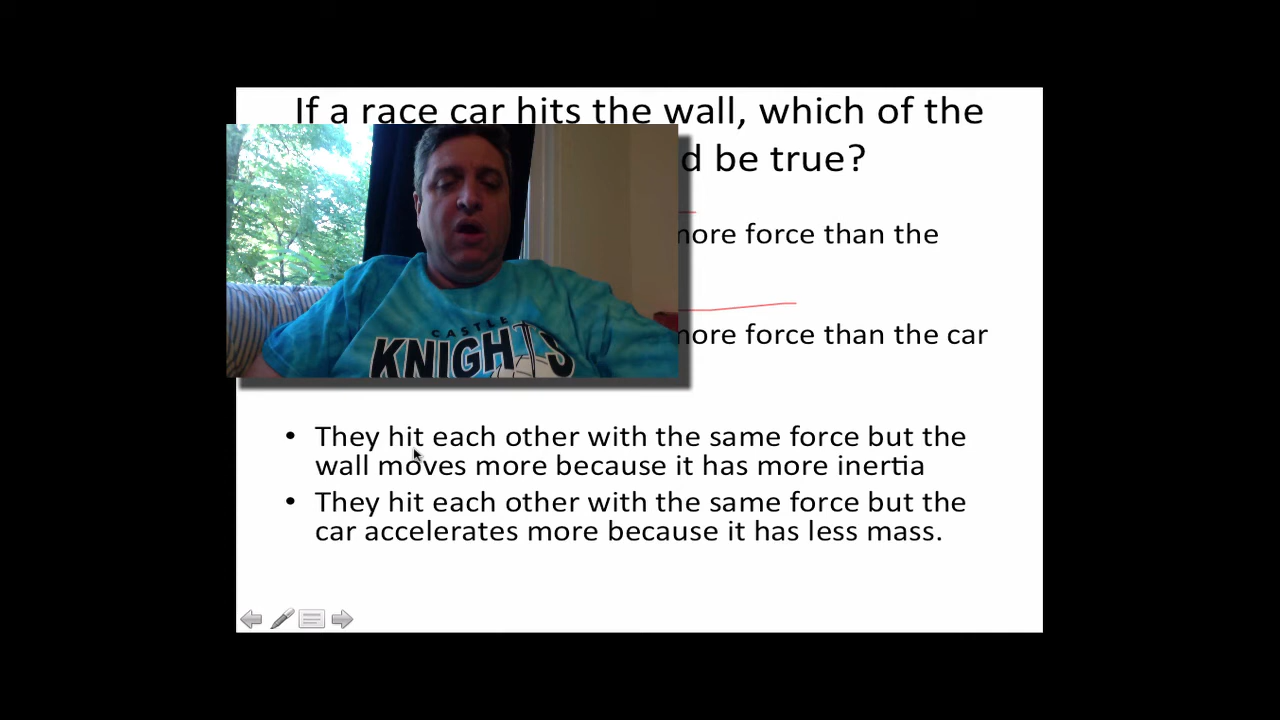 If a race car hits the wall, which of the
be true?
more force than the
more force than the car
• They hit each other with the same force but the
wall moves more because it has more inertia
• They hit each other with the same force but the
car accelerates more because it has less mass.
CASTLE
KNIGHTS